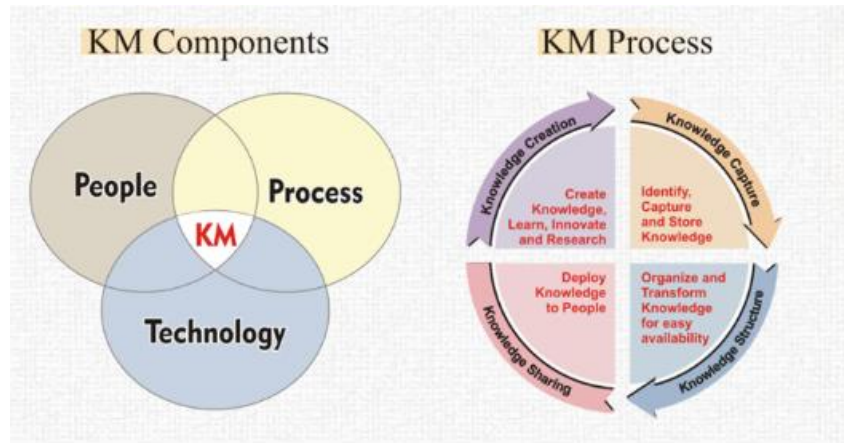 KM Components
People
Process
KM
Technology
KM Process
Knowledge Creation
Knowledge Capture
Create
Knowledge,
Learn, Innovate
and Research
Identify,
Capture
and Store
Knowledge
Deploy
Knowledge
to People
Organize and
Transform
Knowledge
for easy
availability
Knowledge Sharing
Knowledge Structure